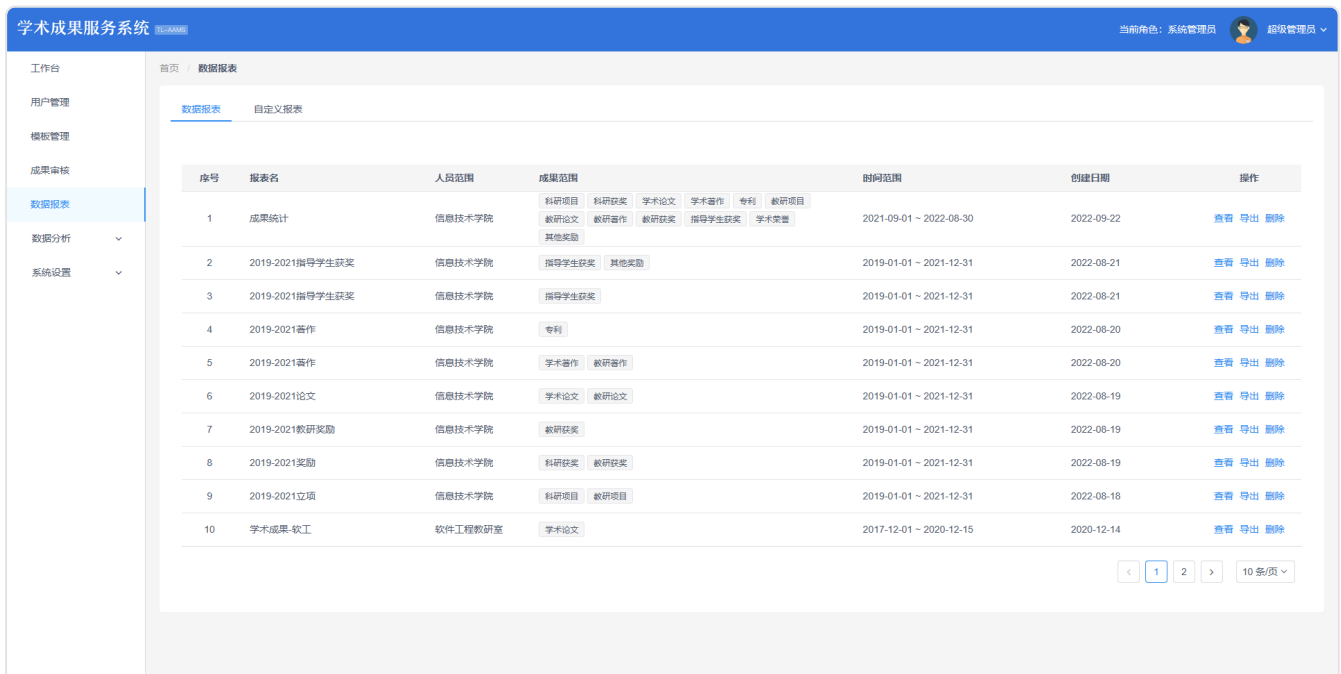 学术成果服务系统 TL-AAMS 当前角色：系统管理员 超级管理员
工作台
用户管理
模板管理
成果审核
数据报表
数据分析
系统设置
首页 / 数据报表
数据报表 自定义报表
序号 报表名 人员范围 成果范围 时间范围 创建日期 操作
科研项目 科研获奖 学术论文 学术著作 专利 教研项目
1 成果统计 信息技术学院 教研论文 教研著作 教研获奖 指导学生获奖 学术荣誉 2021-09-01 ~ 2022-08-30 2022-09-22 查看 导出 删除
其他奖励
2 2019-2021指导学生获奖 信息技术学院 指导学生获奖 其他奖励 2019-01-01 ~ 2021-12-31 2022-08-21 查看 导出 删除
3 2019-2021指导学生获奖 信息技术学院 指导学生获奖 2019-01-01 ~ 2021-12-31 2022-08-21 查看 导出 删除
4 2019-2021著作 信息技术学院 专利 2019-01-01 ~ 2021-12-31 2022-08-20 查看 导出 删除
5 2019-2021著作 信息技术学院 学术著作 教研著作 2019-01-01 ~ 2021-12-31 2022-08-20 查看 导出 删除
6 2019-2021论文 信息技术学院 学术论文 教研论文 2019-01-01 ~ 2021-12-31 2022-08-19 查看 导出 删除
7 2019-2021教研奖励 信息技术学院 教研获奖 2019-01-01 ~ 2021-12-31 2022-08-19 查看 导出 删除
8 2019-2021奖励 信息技术学院 科研获奖 教研获奖 2019-01-01 ~ 2021-12-31 2022-08-19 查看 导出 删除
9 2019-2021立项 信息技术学院 科研项目 教研项目 2019-01-01 ~ 2021-12-31 2022-08-18 查看 导出 删除
10 学术成果-软工 软件工程教研室 学术论文 2017-12-01 ~ 2020-12-15 2020-12-14 查看 导出 删除
< 1 2 > 10 条/页